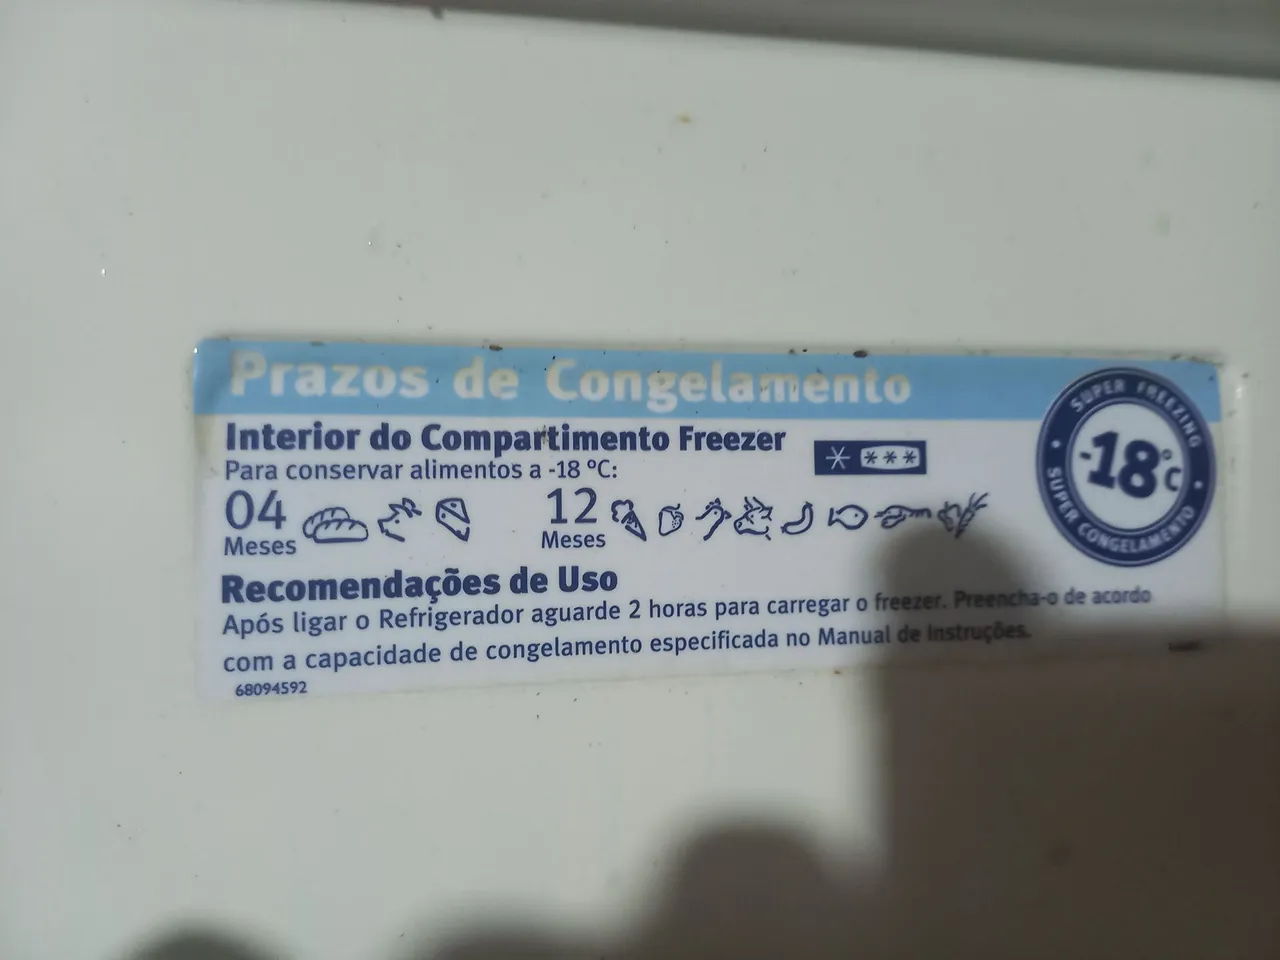 Prazos de Congelamento
Interior do Compartimento Freezer
Para conservar alimentos a -18 ºC:
04 Meses
12 Meses
SUPER FREEZING
-18°C
SUPER CONGELAMENTO
Recomendações de Uso
Após ligar o Refrigerador aguarde 2 horas para carregar o freezer. Preencha-o de acordo
com a capacidade de congelamento especificada no Manual de Instruções.
68094592